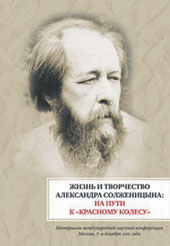 ЖИЗНЬ И ТВОРЧЕСТВО
АЛЕКСАНДРА СОЛЖЕНИЦЫНА:
НА ПУТИ
К «КРАСНОМУ КОЛЕСУ»
Материалы международной научной конференции
Москва, 7–9 декабря 2011 года